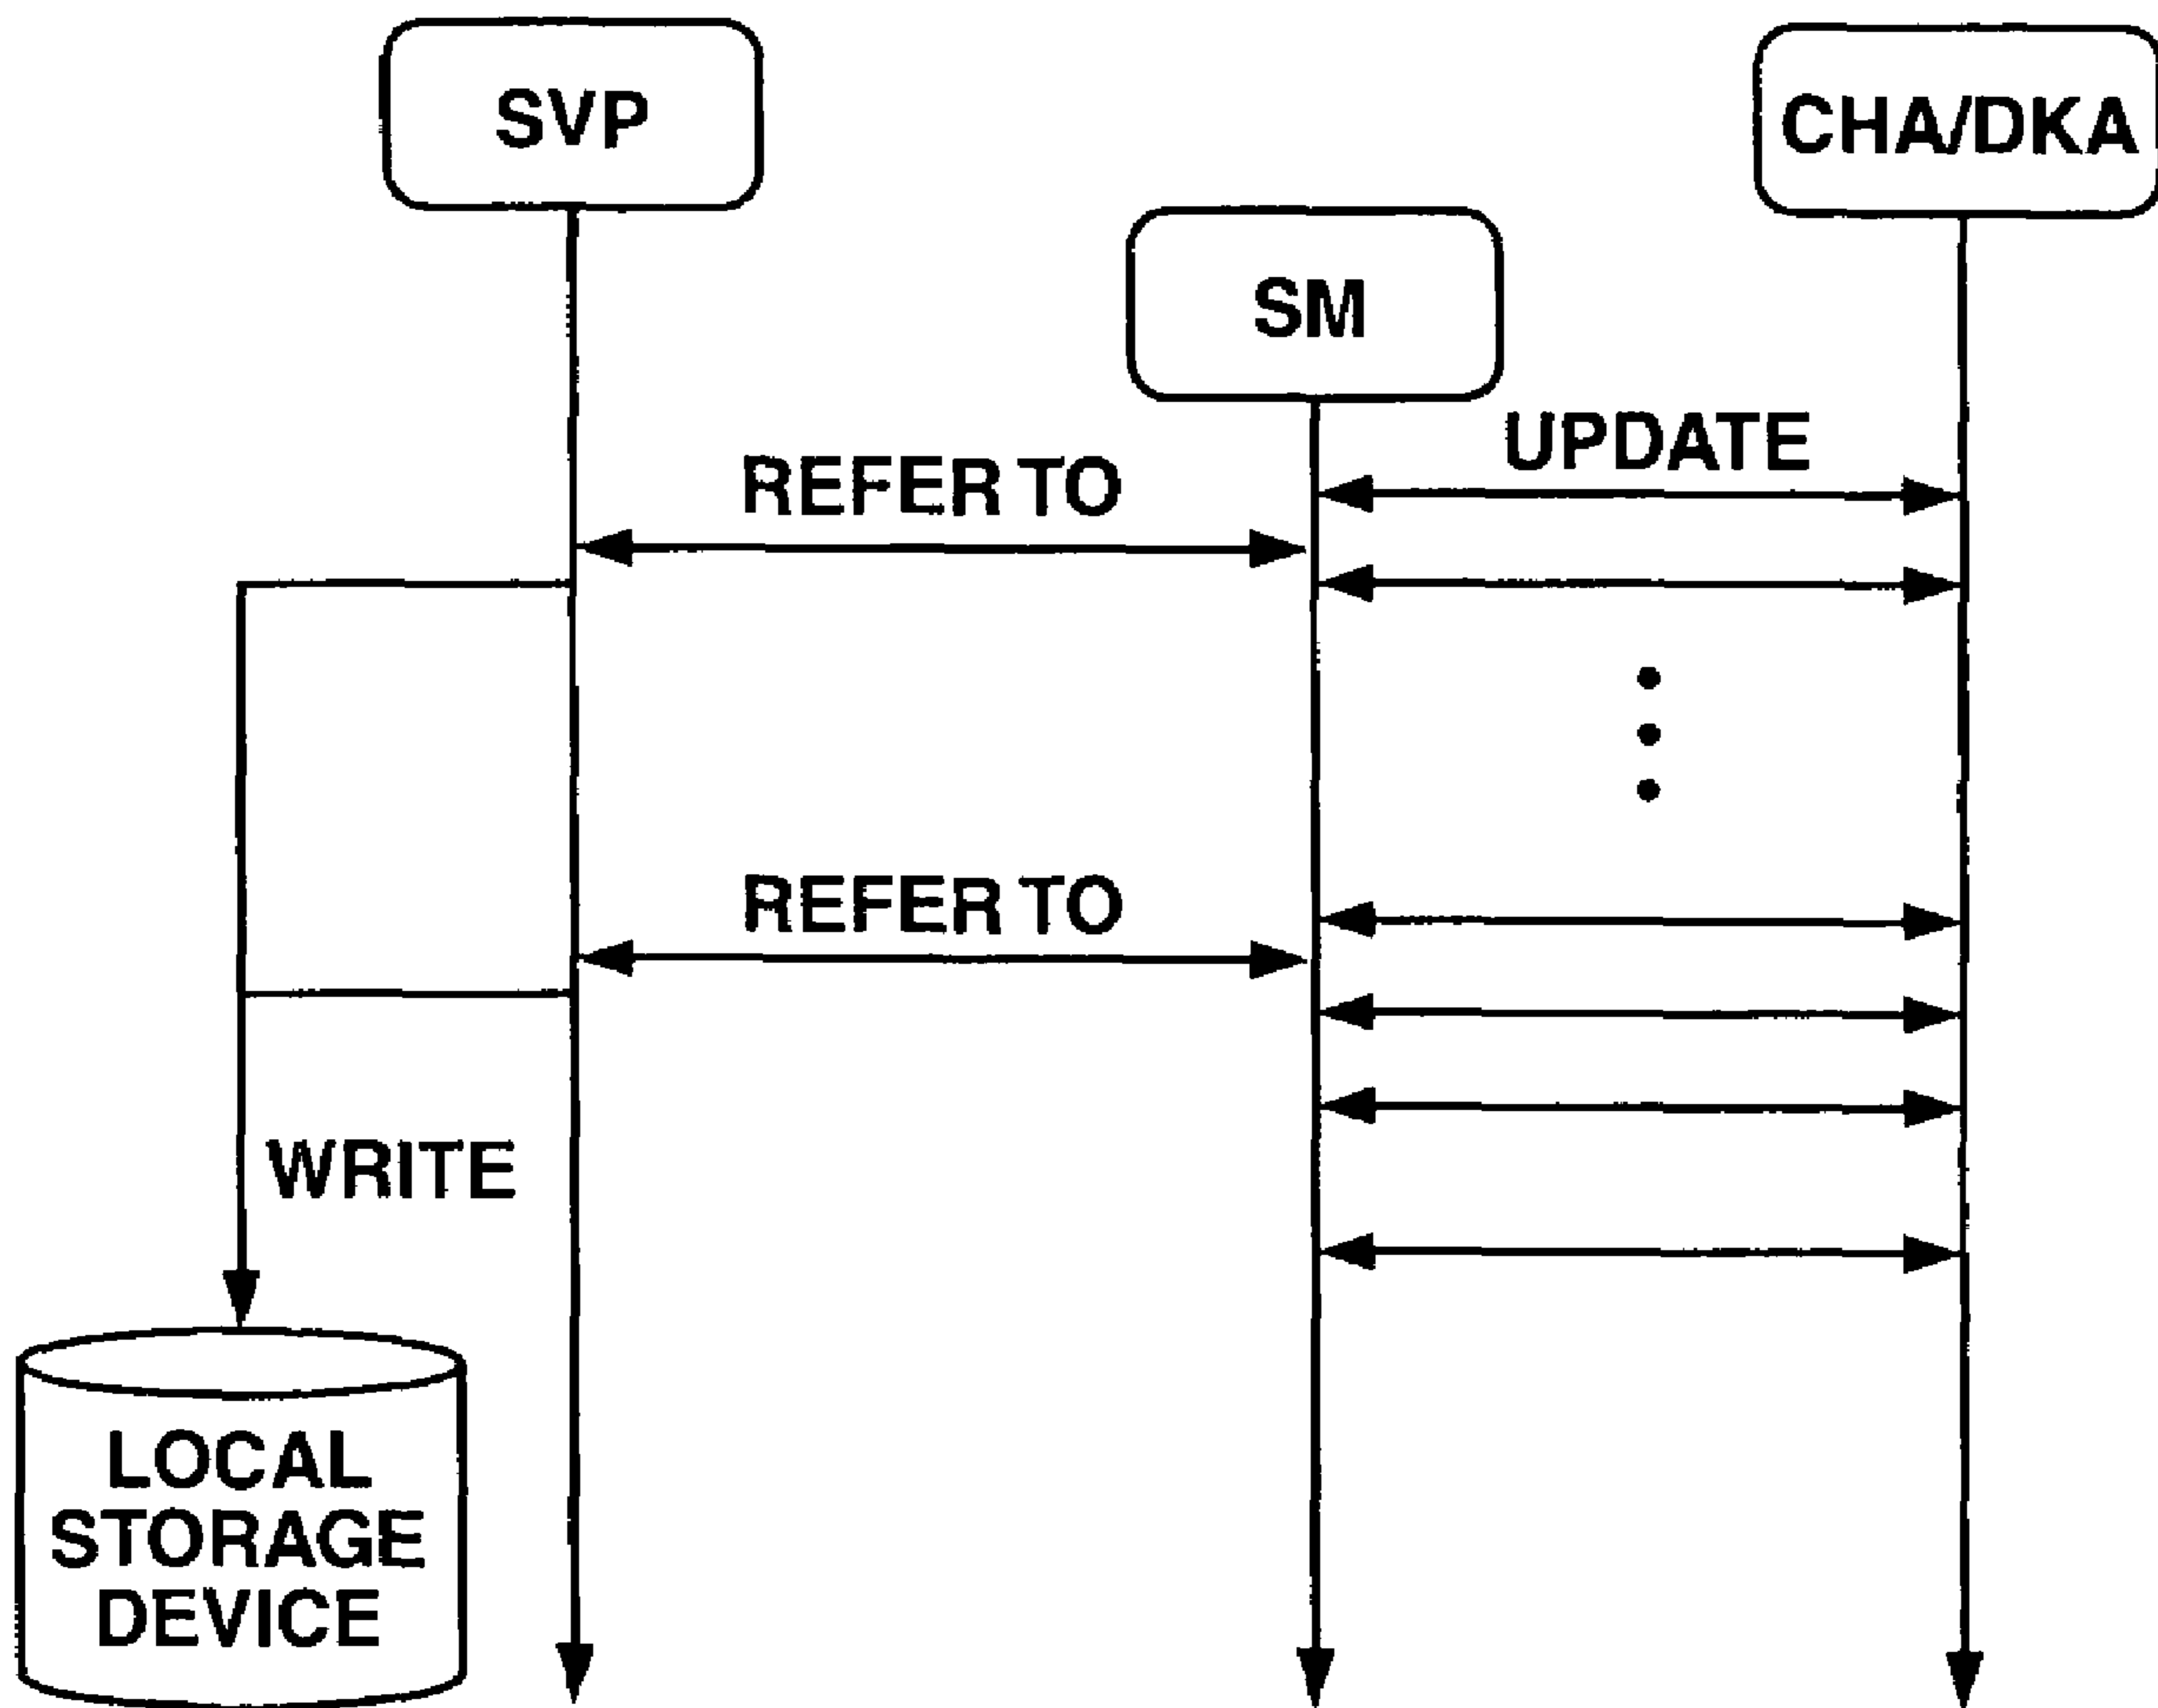 SVP
CHA/DKA
SM
UPDATE
REFER TO
REFER TO
WRITE
LOCAL
STORAGE
DEVICE